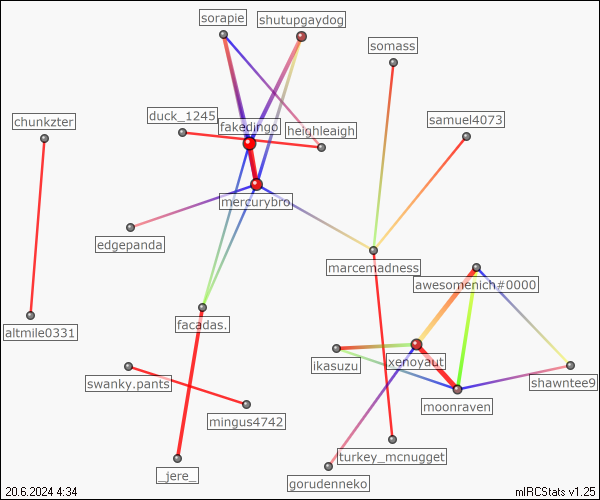 sorapie
shutupgaydog
somass
chunkzter
duck_1245
fakedingo
heighleaigh
samuel4073
mercurybro.
edgepanda
marcemadness
awesomenich#0000
altmile0331
facadas.
ikasuzu
xenoyaut
swanky.pants
shawntee9
moonraven
mingus4742
turkey_mcnugget
_jere_
gorudenneko
20.6.2024 4:34
mIRCStats v1.25